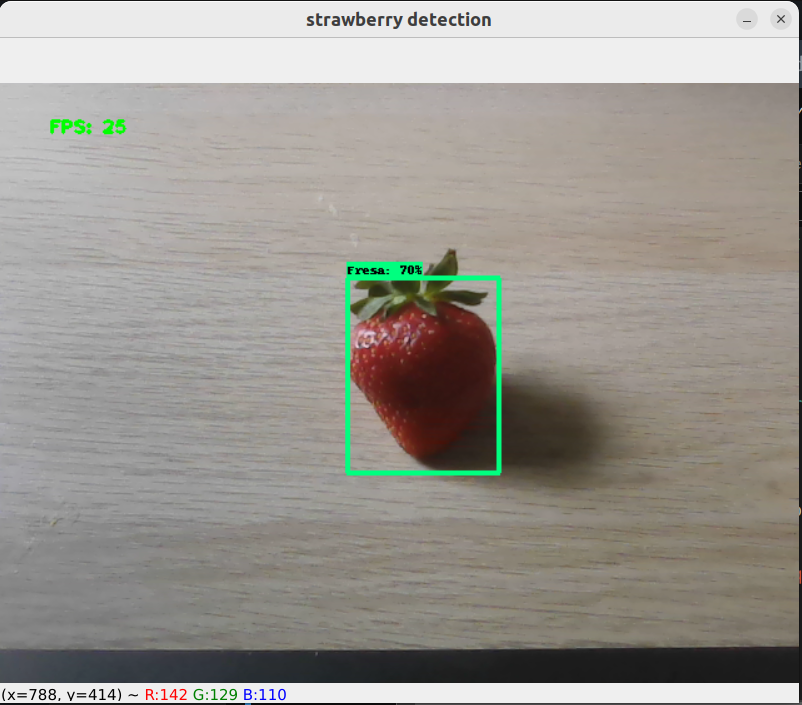 strawberry detection
FPS: 25
Fresa: 70%
(x=788, y=414) ~ R:142 G:129 B:110